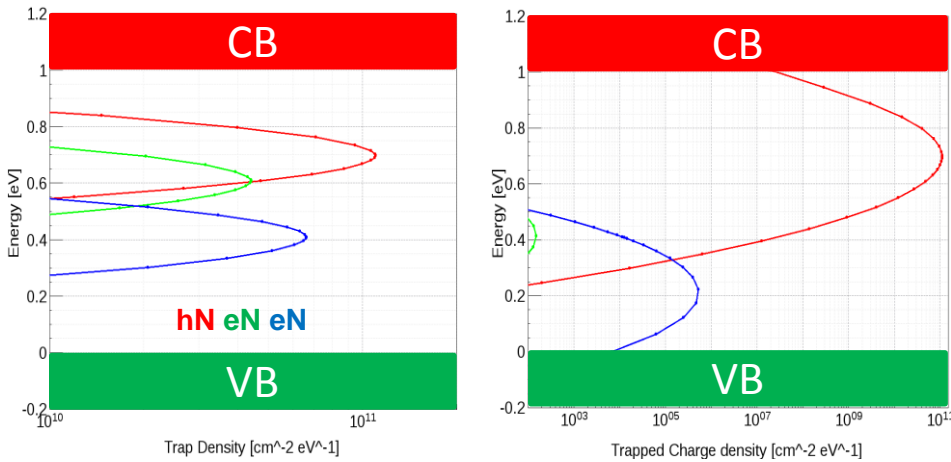 1.2
1
0.8
0.6
0.4
0.2
0
-0.2
Energy [eV]
CB
hN eN eN
VB
10^10
10^11
Trap Density [cm^-2 eV^-1]
1.2
1
0.8
0.6
0.4
0.2
0
-0.2
Energy [eV]
CB
VB
10^03
10^05
10^07
10^09
10^1
Trapped Charge density [cm^-2 eV^-1]